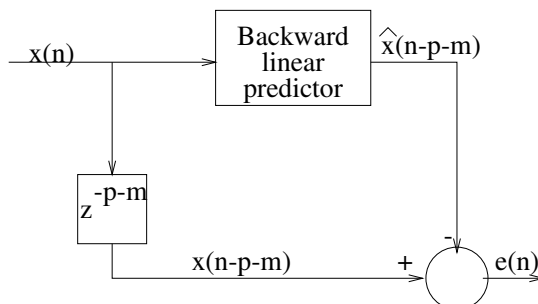 x(n)
Backward
linear
predictor
x̂(n-p-m)
z^-p-m
x(n-p-m)
+
-
e(n)